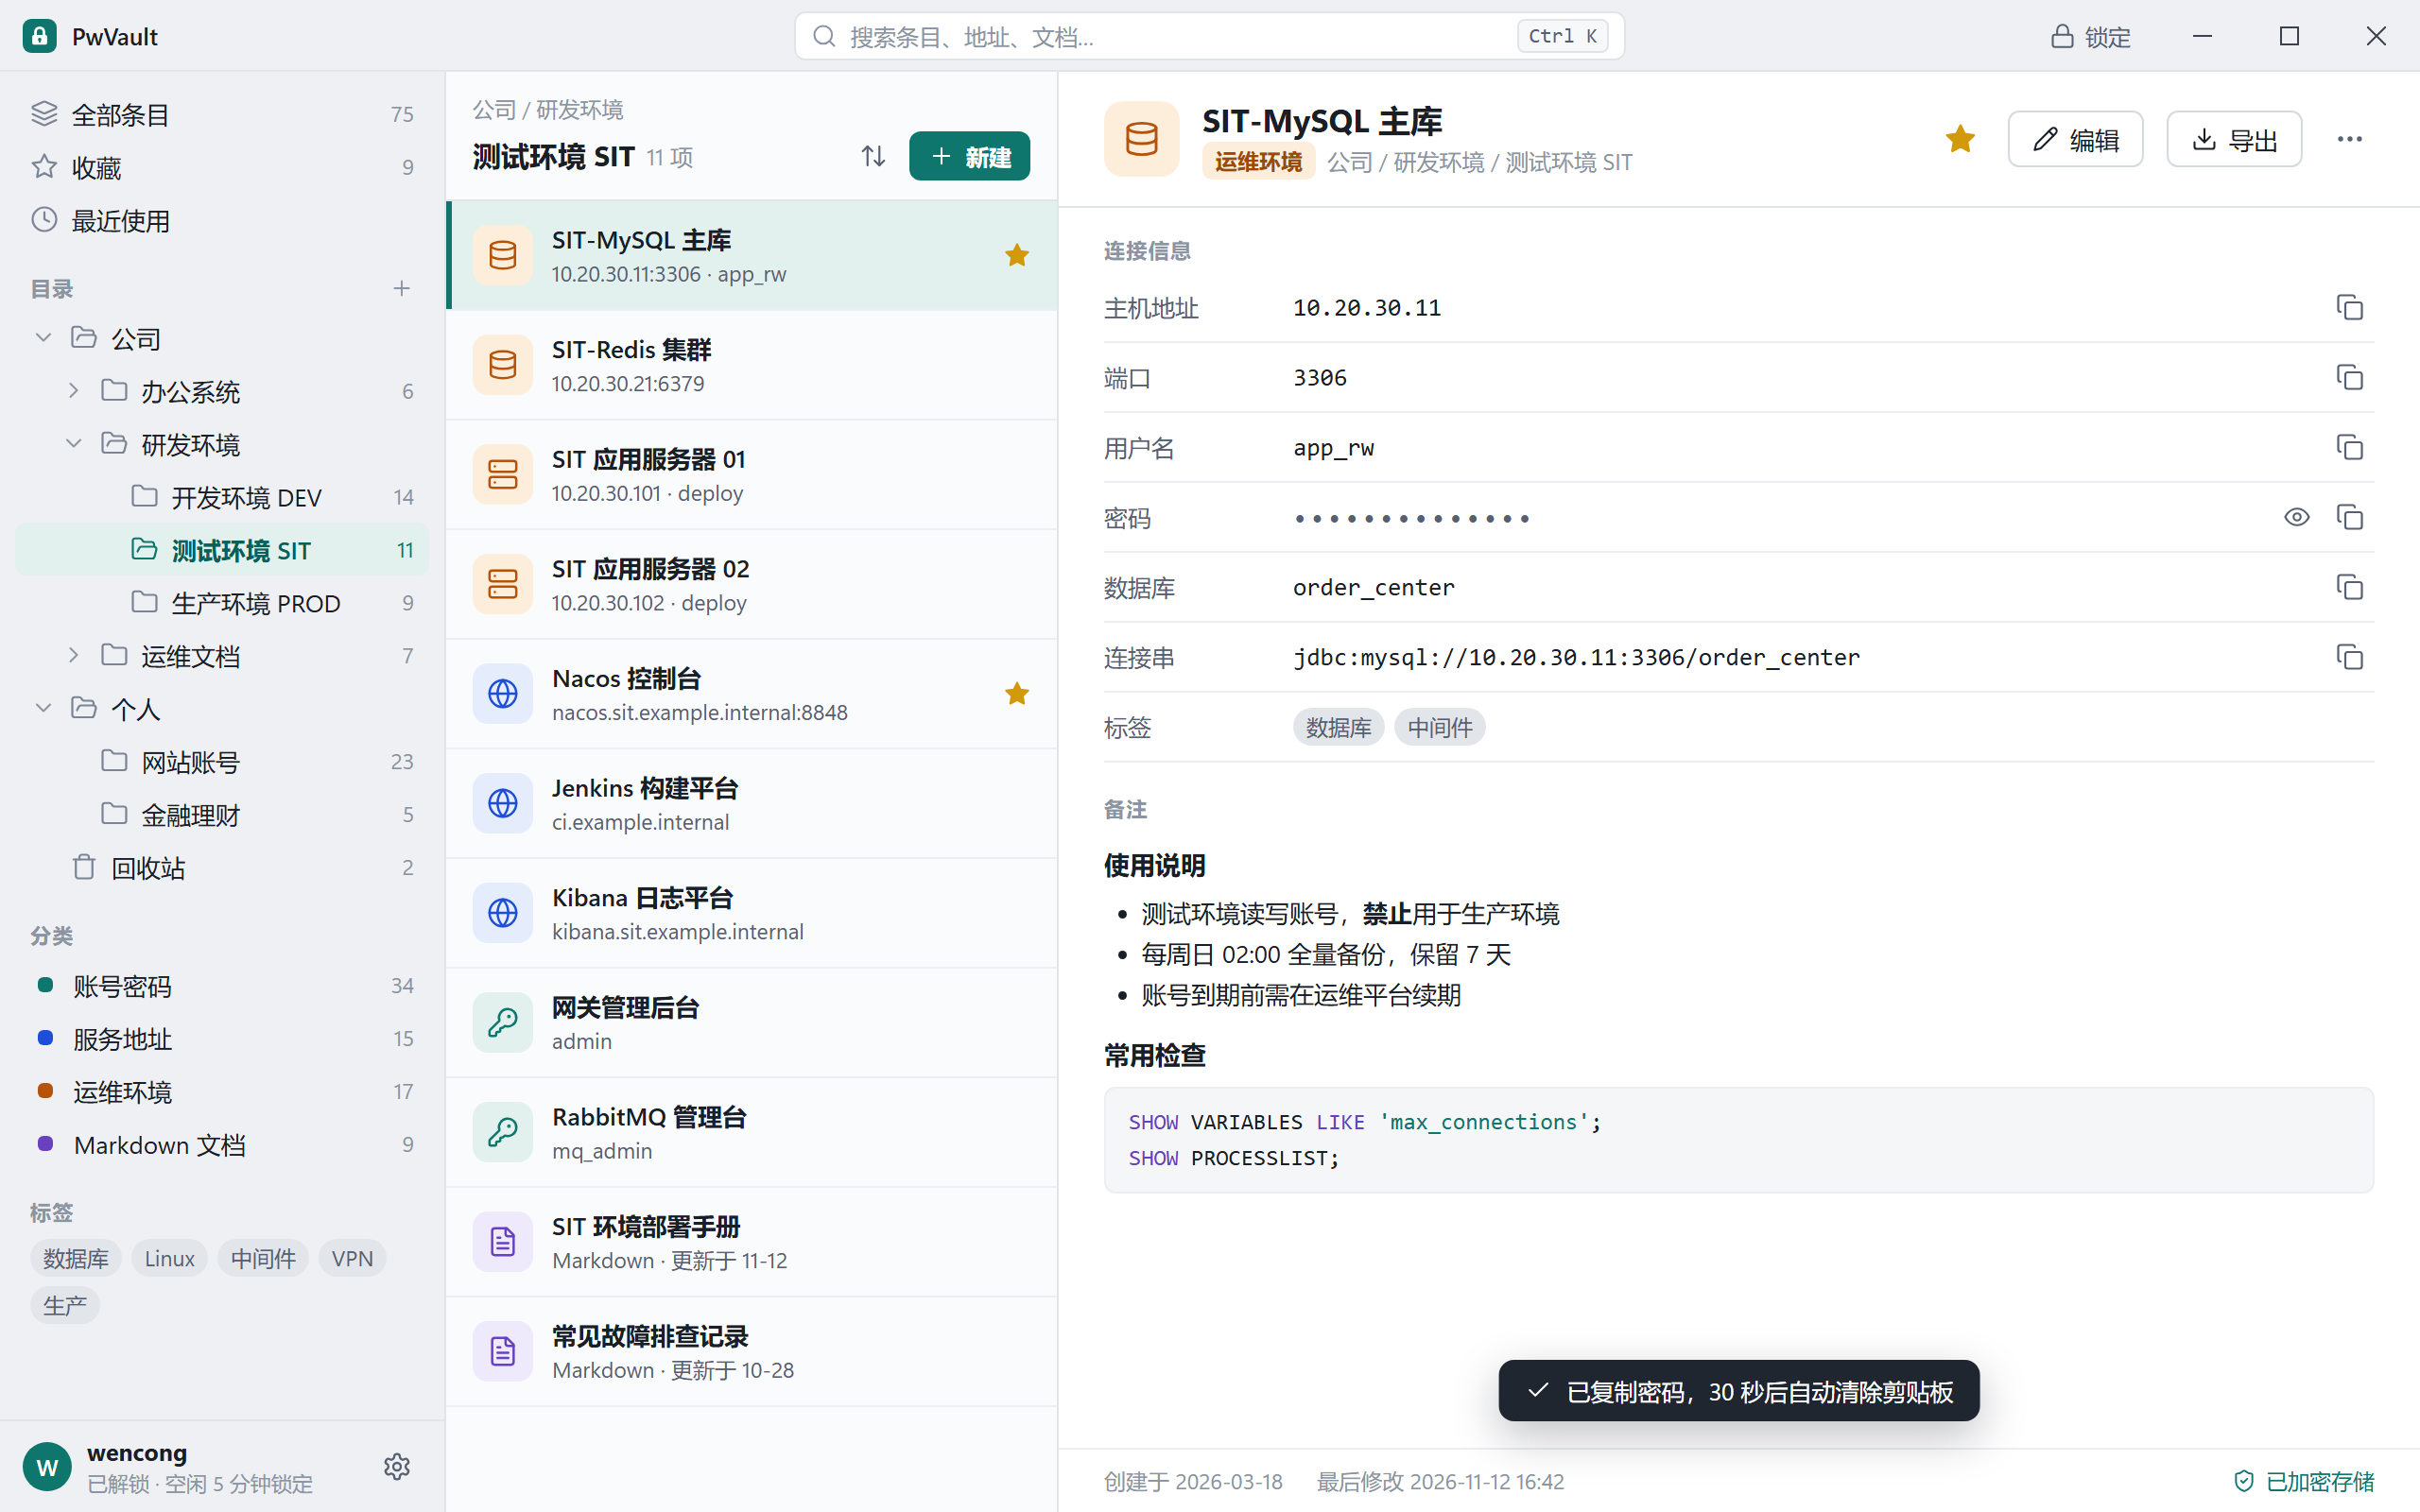 PwVault
搜索条目、地址、文档...
Ctrl K
锁定
全部条目 75
收藏 9
最近使用
目录
公司
办公系统 6
研发环境
开发环境 DEV 14
测试环境 SIT 11
生产环境 PROD 9
运维文档 7
个人
网站账号 23
金融理财 5
回收站 2
分类
账号密码 34
服务地址 15
运维环境 17
Markdown 文档 9
标签
数据库 Linux 中间件 VPN
生产
W
wencong
已解锁 · 空闲 5 分钟锁定
公司 / 研发环境
测试环境 SIT 11 项
新建
SIT-MySQL 主库
10.20.30.11:3306 · app_rw
SIT-Redis 集群
10.20.30.21:6379
SIT 应用服务器 01
10.20.30.101 · deploy
SIT 应用服务器 02
10.20.30.102 · deploy
Nacos 控制台
nacos.sit.example.internal:8848
Jenkins 构建平台
ci.example.internal
Kibana 日志平台
kibana.sit.example.internal
网关管理后台
admin
RabbitMQ 管理台
mq_admin
SIT 环境部署手册
Markdown · 更新于 11-12
常见故障排查记录
Markdown · 更新于 10-28
SIT-MySQL 主库
运维环境 公司 / 研发环境 / 测试环境 SIT
编辑
导出
连接信息
主机地址 10.20.30.11
端口 3306
用户名 app_rw
密码 ••••••••••••••
数据库 order_center
连接串 jdbc:mysql://10.20.30.11:3306/order_center
标签 数据库 中间件
备注
使用说明
• 测试环境读写账号，禁止用于生产环境
• 每周日 02:00 全量备份，保留 7 天
• 账号到期前需在运维平台续期
常用检查
SHOW VARIABLES LIKE 'max_connections';
SHOW PROCESSLIST;
已复制密码，30 秒后自动清除剪贴板
创建于 2026-03-18 最后修改 2026-11-12 16:42
已加密存储